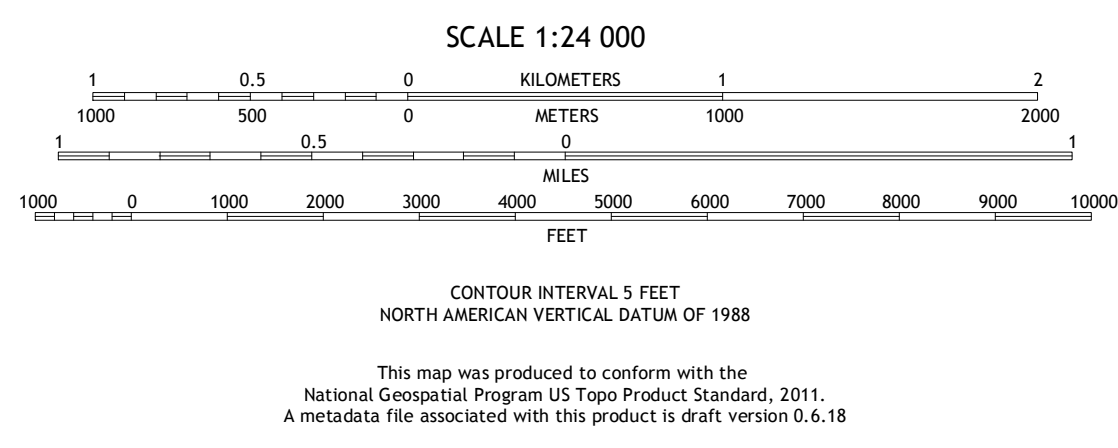 SCALE 1:24 000
1 0.5 0 KILOMETERS 1 2
1000 500 0 METERS 1000 2000
1 0.5 0 1
MILES
1000 0 1000 2000 3000 4000 5000 6000 7000 8000 9000 10000
FEET
CONTOUR INTERVAL 5 FEET
NORTH AMERICAN VERTICAL DATUM OF 1988
This map was produced to conform with the
National Geospatial Program US Topo Product Standard, 2011.
A metadata file associated with this product is draft version 0.6.18